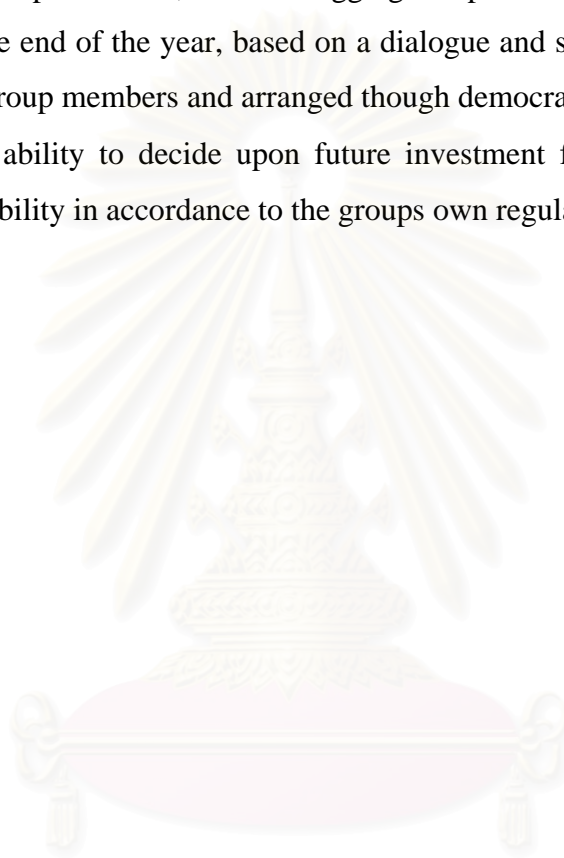 e end of the year, based on a dialogue and s
roup members and arranged though democra
ability to decide upon future investment f
bility in accordance to the groups own regula